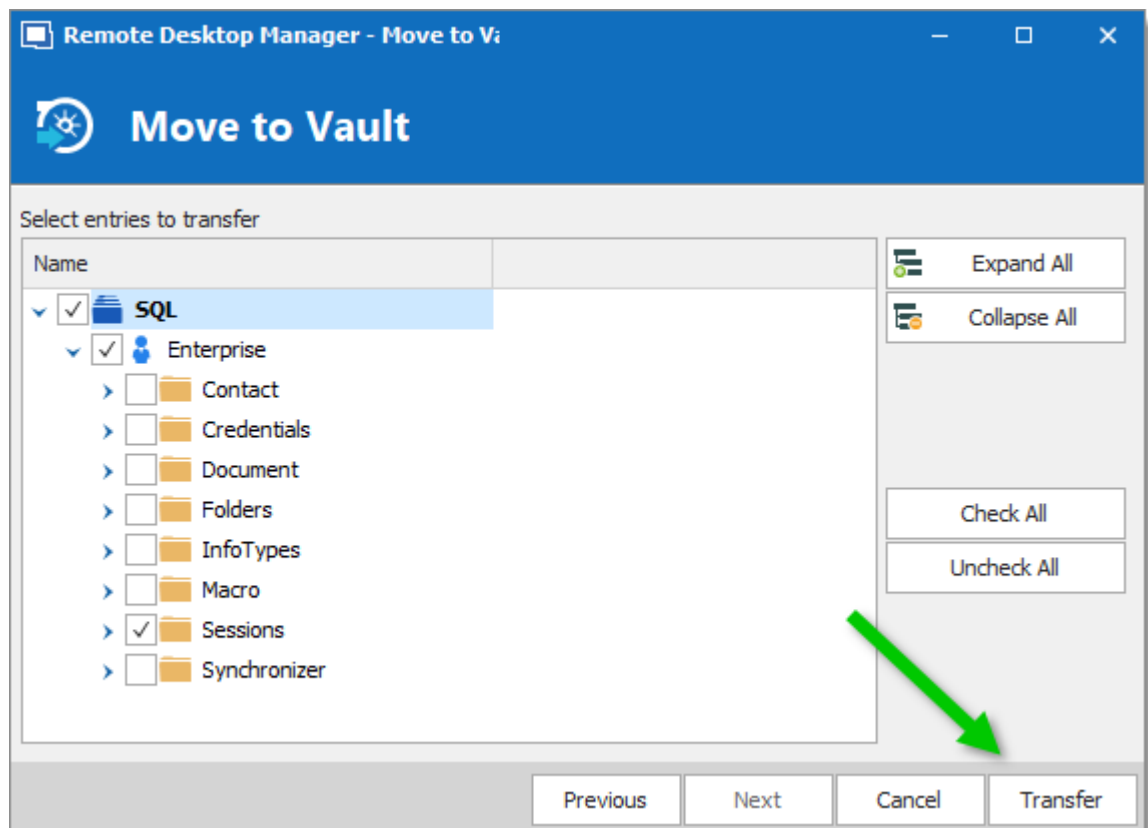 Remote Desktop Manager - Move to Va
Move to Vault
Select entries to transfer
Name
Expand All
SQL
Collapse All
Enterprise
Contact
Credentials
Document
Folders
Check All
InfoTypes
Uncheck All
Macro
Sessions
Synchronizer
Previous Next Cancel Transfer